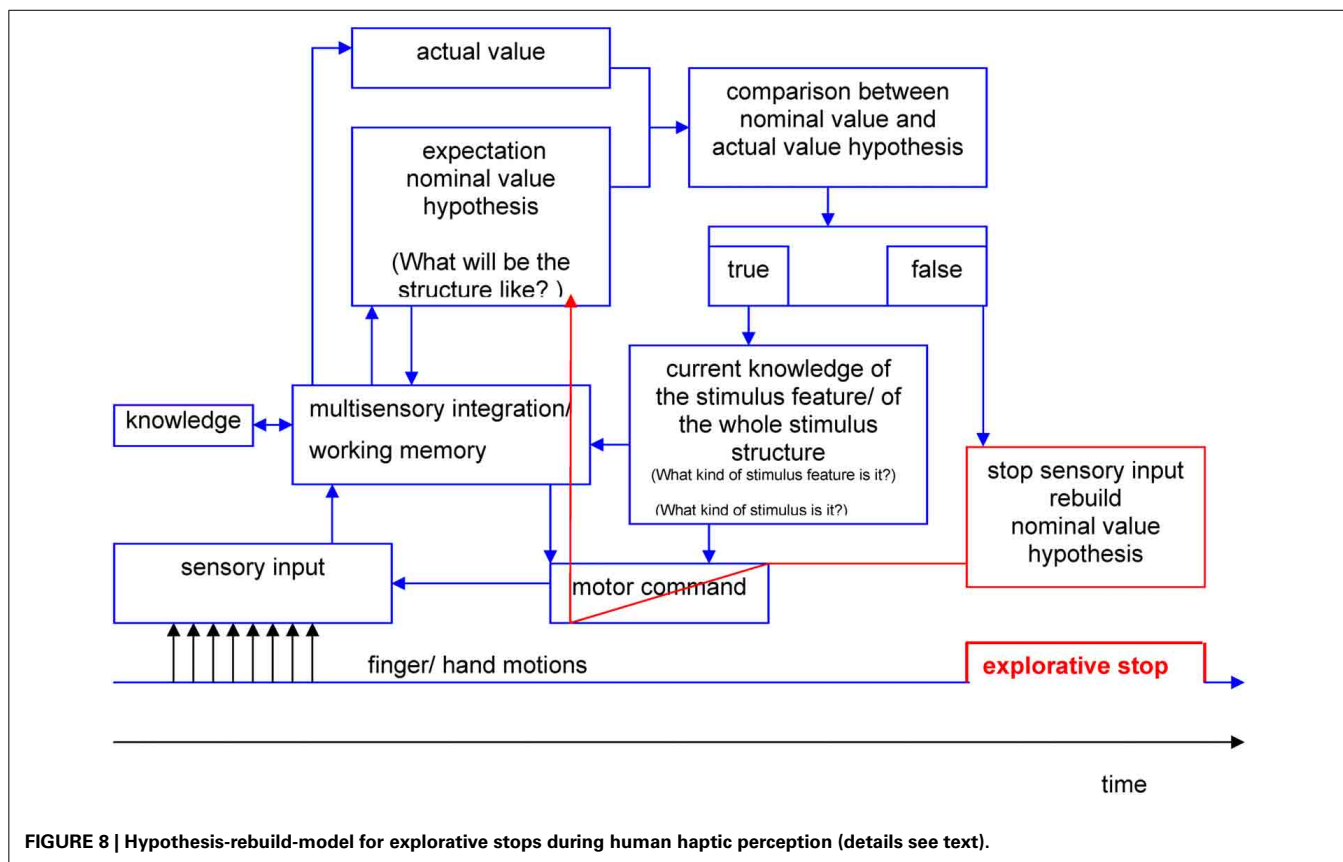 actual value
expectation
nominal value
hypothesis
(What will be the
structure like? )
comparison between
nominal value and
actual value hypothesis
true
false
knowledge
multisensory integration/
working memory
current knowledge of
the stimulus feature/ of
the whole stimulus
structure
(What kind of stimulus feature is it?)
(What kind of stimulus is it?)
stop sensory input
rebuild
nominal value
hypothesis
sensory input
motor command
finger/ hand motions
explorative stop
time
FIGURE 8 | Hypothesis-rebuild-model for explorative stops during human haptic perception (details see text).